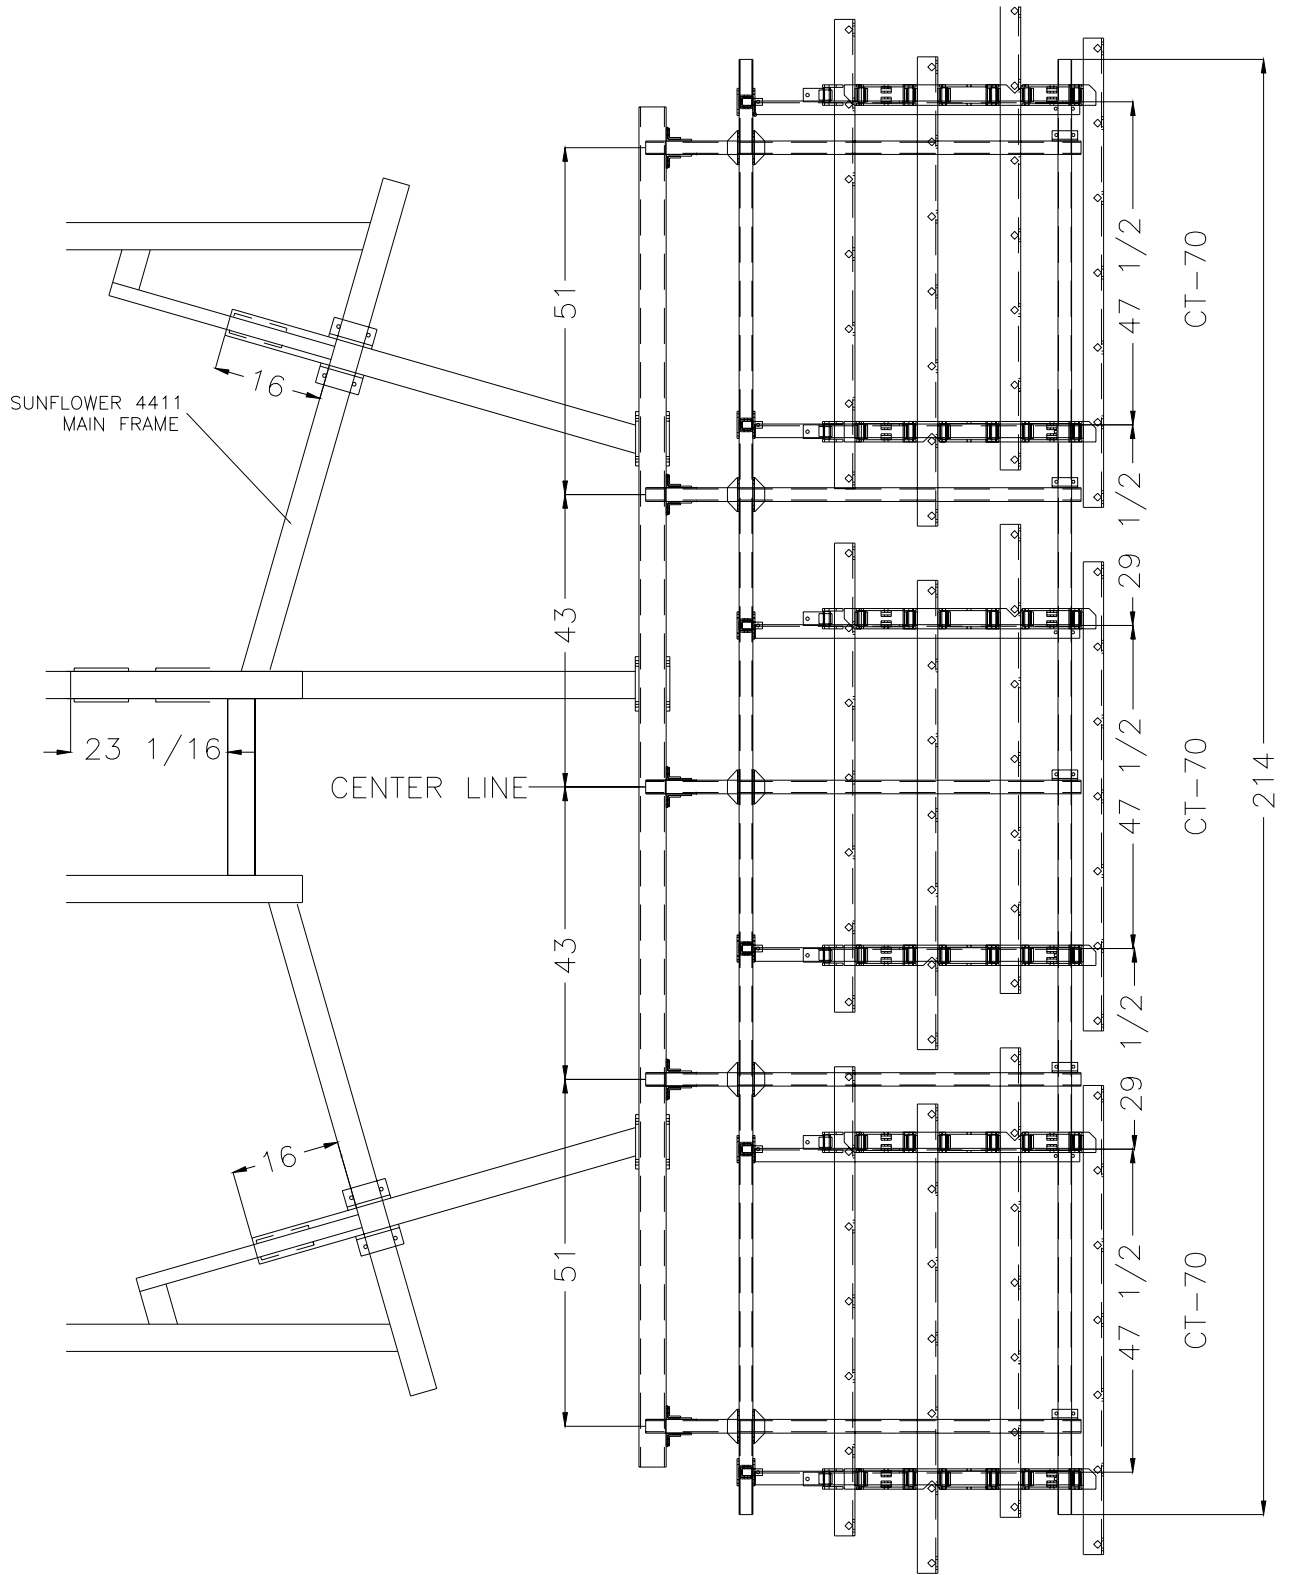 51
47 1/2
CT-70
16
SUNFLOWER 4411
MAIN FRAME
29 1/2
43
23 1/16
CENTER LINE
47 1/2
CT-70
214
43
29 1/2
16
51
47 1/2
CT-70